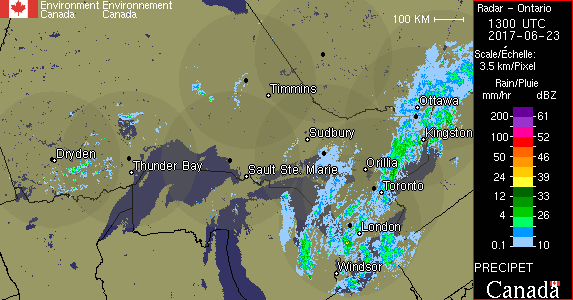 Environment Environnement
Canada Canada
100 KM
Timmins
Ottawa
Sudbury
Kingston
Dryden
Thunder Bay
Sault Ste. Marie
Orillia
Toronto
London
Windsor
Radar - Ontario
1300 UTC
2017-06-23
Scale/Échelle:
3.5 km/Pixel
Rain/Pluie
mm/hr dBZ
200 61
100 52
50 46
24 39
12 33
4 26
0.1 10
PRECIPET
Canada